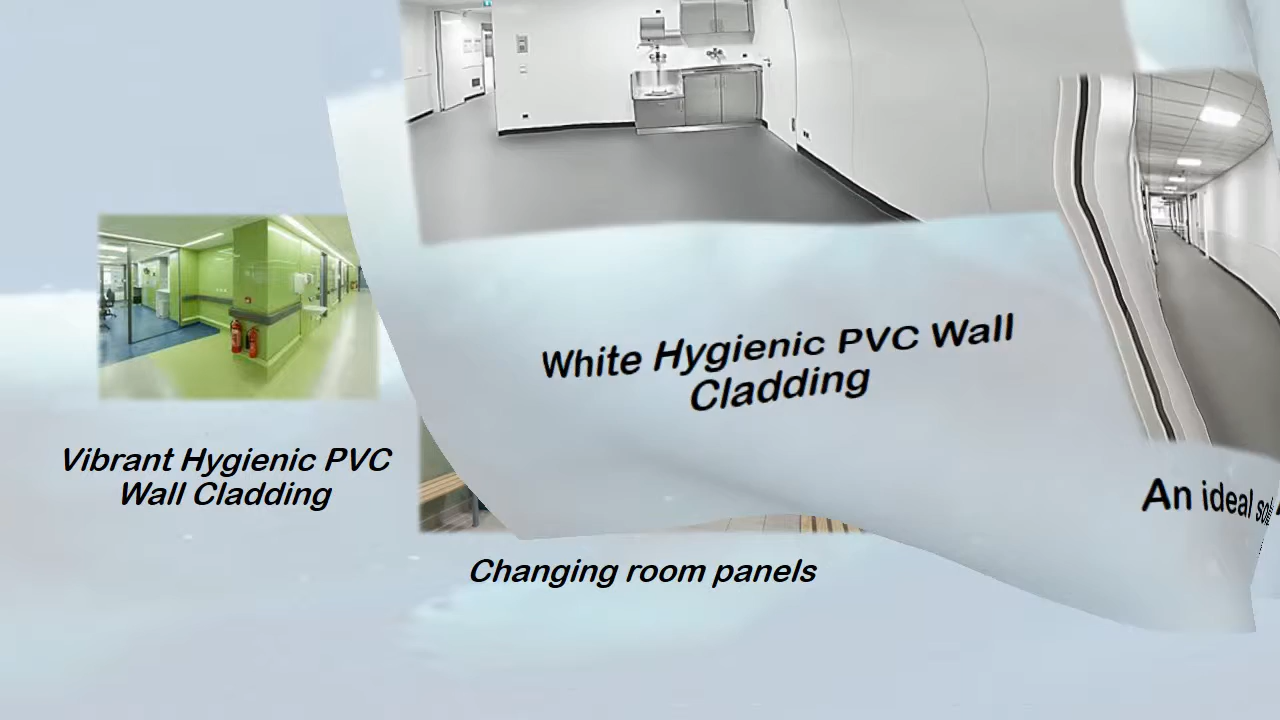 White Hygienic PVC Wall
Cladding
Vibrant Hygienic PVC
Wall Cladding
An ideal
Changing room panels